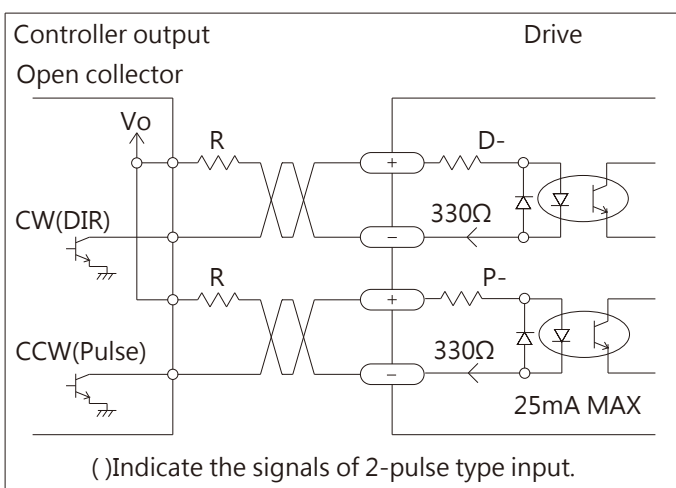 Controller output
Drive
Open collector
Vo
R
+
D-
CW(DIR)
330Ω
−
R
+
P-
CCW(Pulse)
330Ω
−
25mA MAX
( )Indicate the signals of 2-pulse type input.